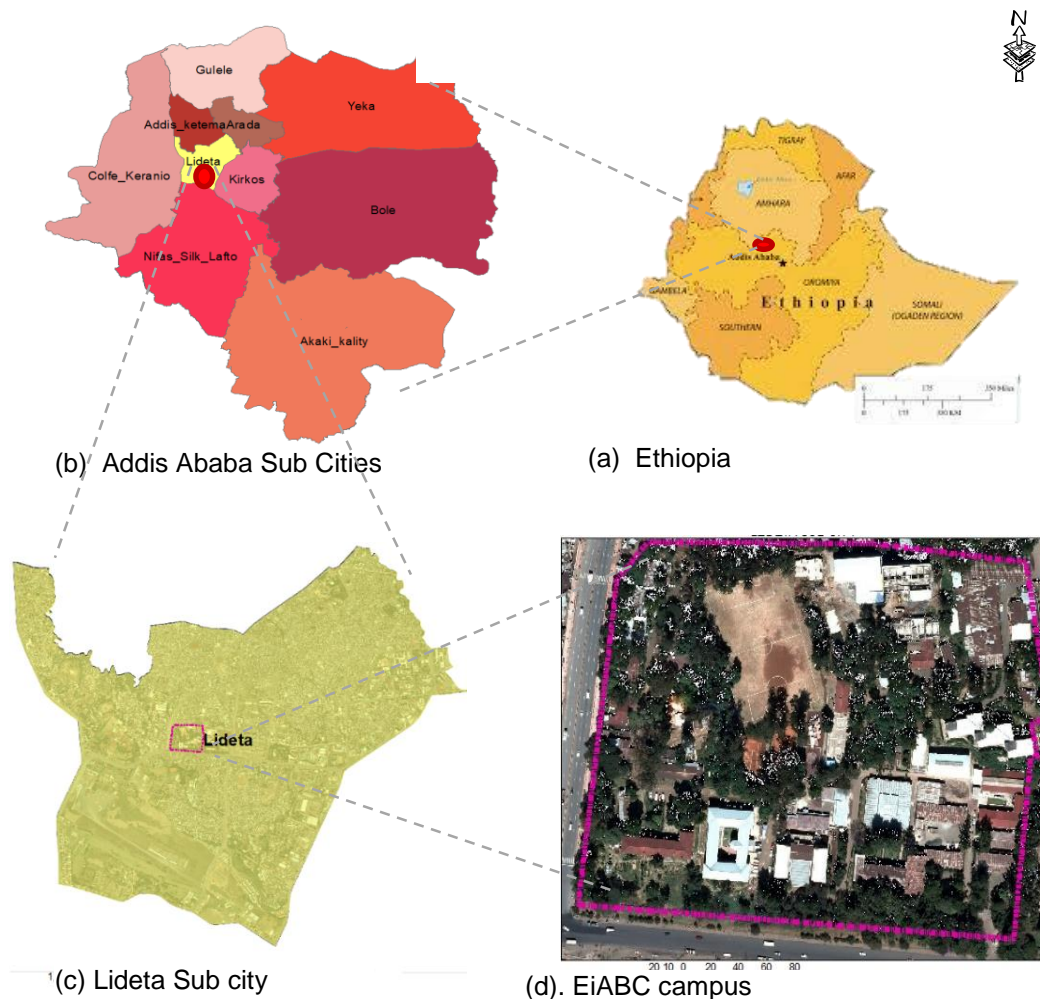 N
Gulele
Yeka
Addis_ketema Arada
Lideta
Colfe_Keranio
Kirkos
Bole
Nifas_Silk_Lafto
Akaki_kality
(b) Addis Ababa Sub Cities
TIGRAY
AFAR
AMHARA
Addis Ababa
OROMIYA
GAMBELA
Ethiopia
SOMALI
(OGADEN REGION)
SOUTHERN
0 175 350 Miles
0 175 350 KM
(a) Ethiopia
Lideta
(c) Lideta Sub city
20 10 0 20 40 60 80
(d). EiABC campus